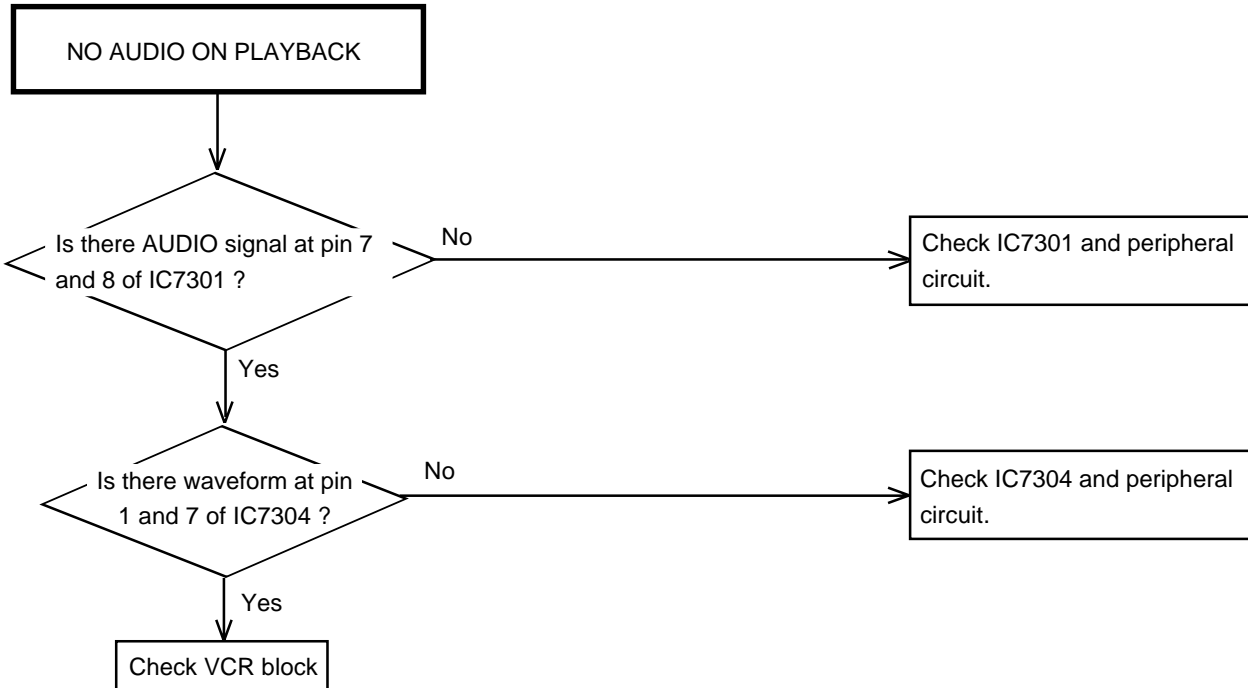 NO AUDIO ON PLAYBACK
Is there AUDIO signal at pin 7
and 8 of IC7301 ?
No
Check IC7301 and peripheral
circuit.
Yes
Is there waveform at pin
1 and 7 of IC7304 ?
No
Check IC7304 and peripheral
circuit.
Yes
Check VCR block